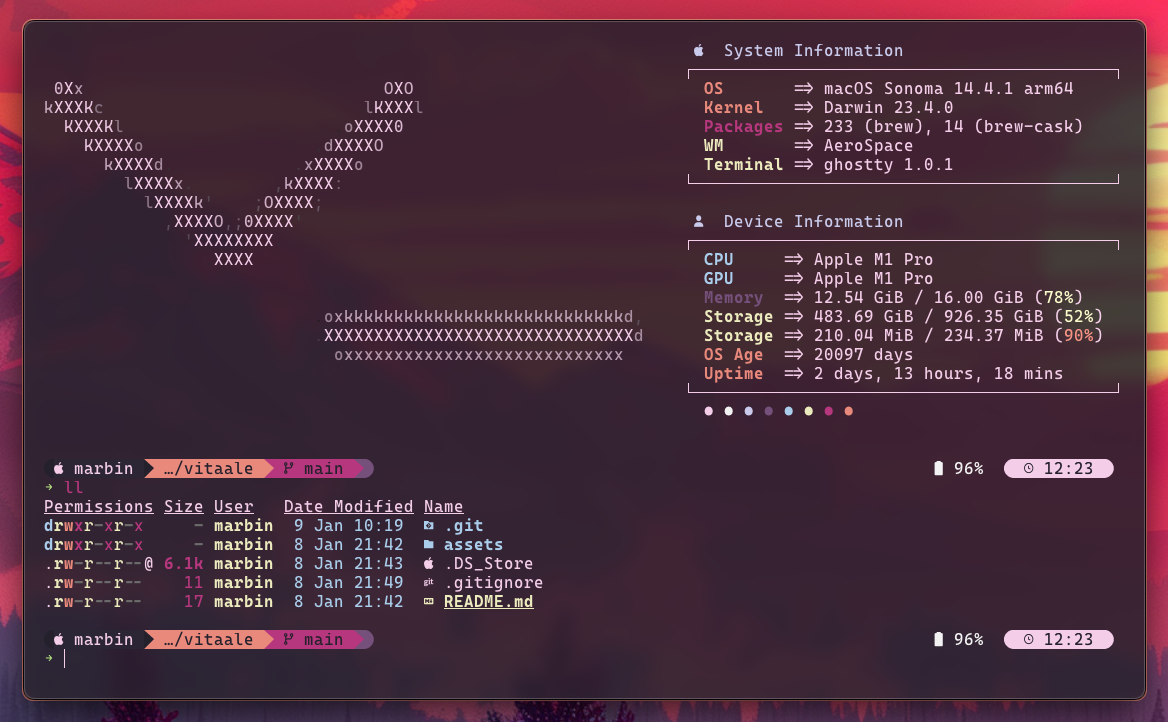 System Information
OS => macOS Sonoma 14.4.1 arm64
Kernel => Darwin 23.4.0
Packages => 233 (brew), 14 (brew-cask)
WM => AeroSpace
Terminal => ghostty 1.0.1
Device Information
CPU => Apple M1 Pro
GPU => Apple M1 Pro
Memory => 12.54 GiB / 16.00 GiB (78%)
Storage => 483.69 GiB / 926.35 GiB (52%)
Storage => 210.04 MiB / 234.37 MiB (90%)
OS Age => 20097 days
Uptime => 2 days, 13 hours, 18 mins
0Xx OXO
kXXXKc lKXXXl
KXXXKl oXXXX0
KXXXXo dXXXXO
kXXXXd xXXXXo
lXXXXx. ,kXXXX:
lXXXXk' ;OXXXX;
,XXXXO,;0XXXX'
'XXXXXXXX
XXXX
.oxkkkkkkkkkkkkkkkkkkkkkkkkkkkkd,
.XXXXXXXXXXXXXXXXXXXXXXXXXXXXXXXd
oxxxxxxxxxxxxxxxxxxxxxxxxxxxx
marbin …/vitaale main 96% 12:23
→ ll
Permissions Size User Date Modified Name
drwxr-xr-x - marbin 9 Jan 10:19 .git
drwxr-xr-x - marbin 8 Jan 21:42 assets
.rw-r--r--@ 6.1k marbin 8 Jan 21:43 .DS_Store
.rw-r--r-- 11 marbin 8 Jan 21:49 git .gitignore
.rw-r--r-- 17 marbin 8 Jan 21:42 README.md
marbin …/vitaale main 96% 12:23
→